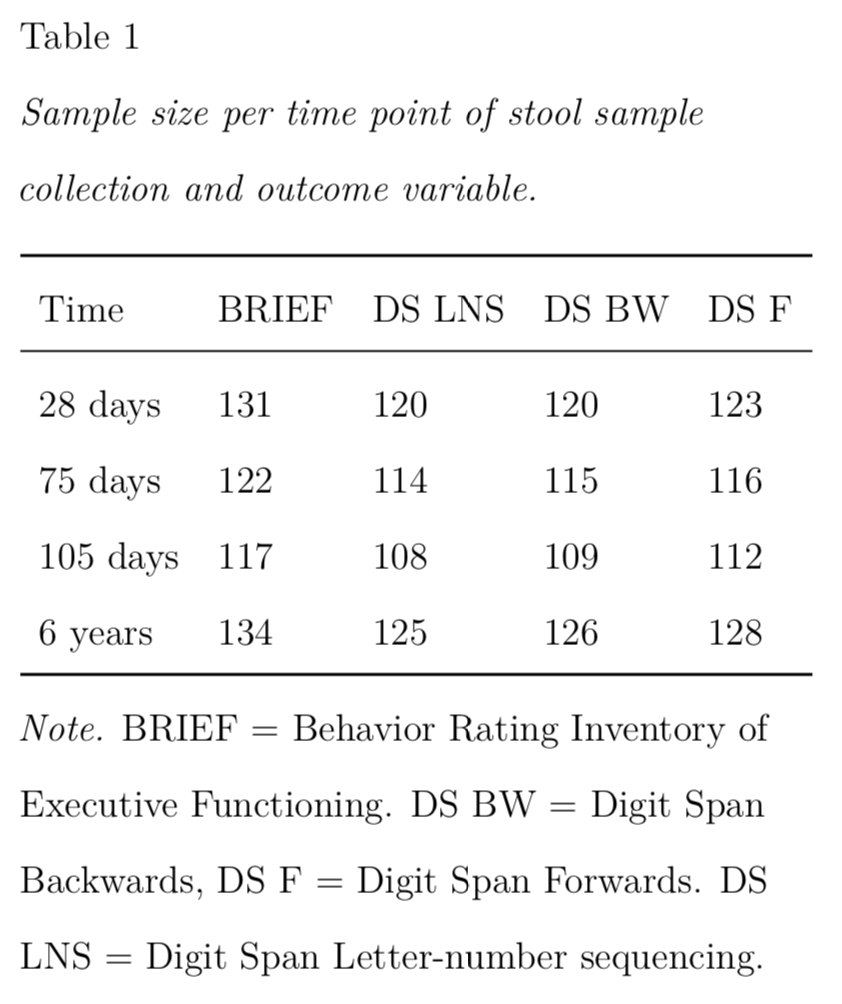 Table 1
Sample size per time point of stool sample
collection and outcome variable.
Time BRIEF DS LNS DS BW DS F
28 days 131 120 120 123
75 days 122 114 115 116
105 days 117 108 109 112
6 years 134 125 126 128
Note. BRIEF = Behavior Rating Inventory of
Executive Functioning. DS BW = Digit Span
Backwards, DS F = Digit Span Forwards. DS
LNS = Digit Span Letter-number sequencing.